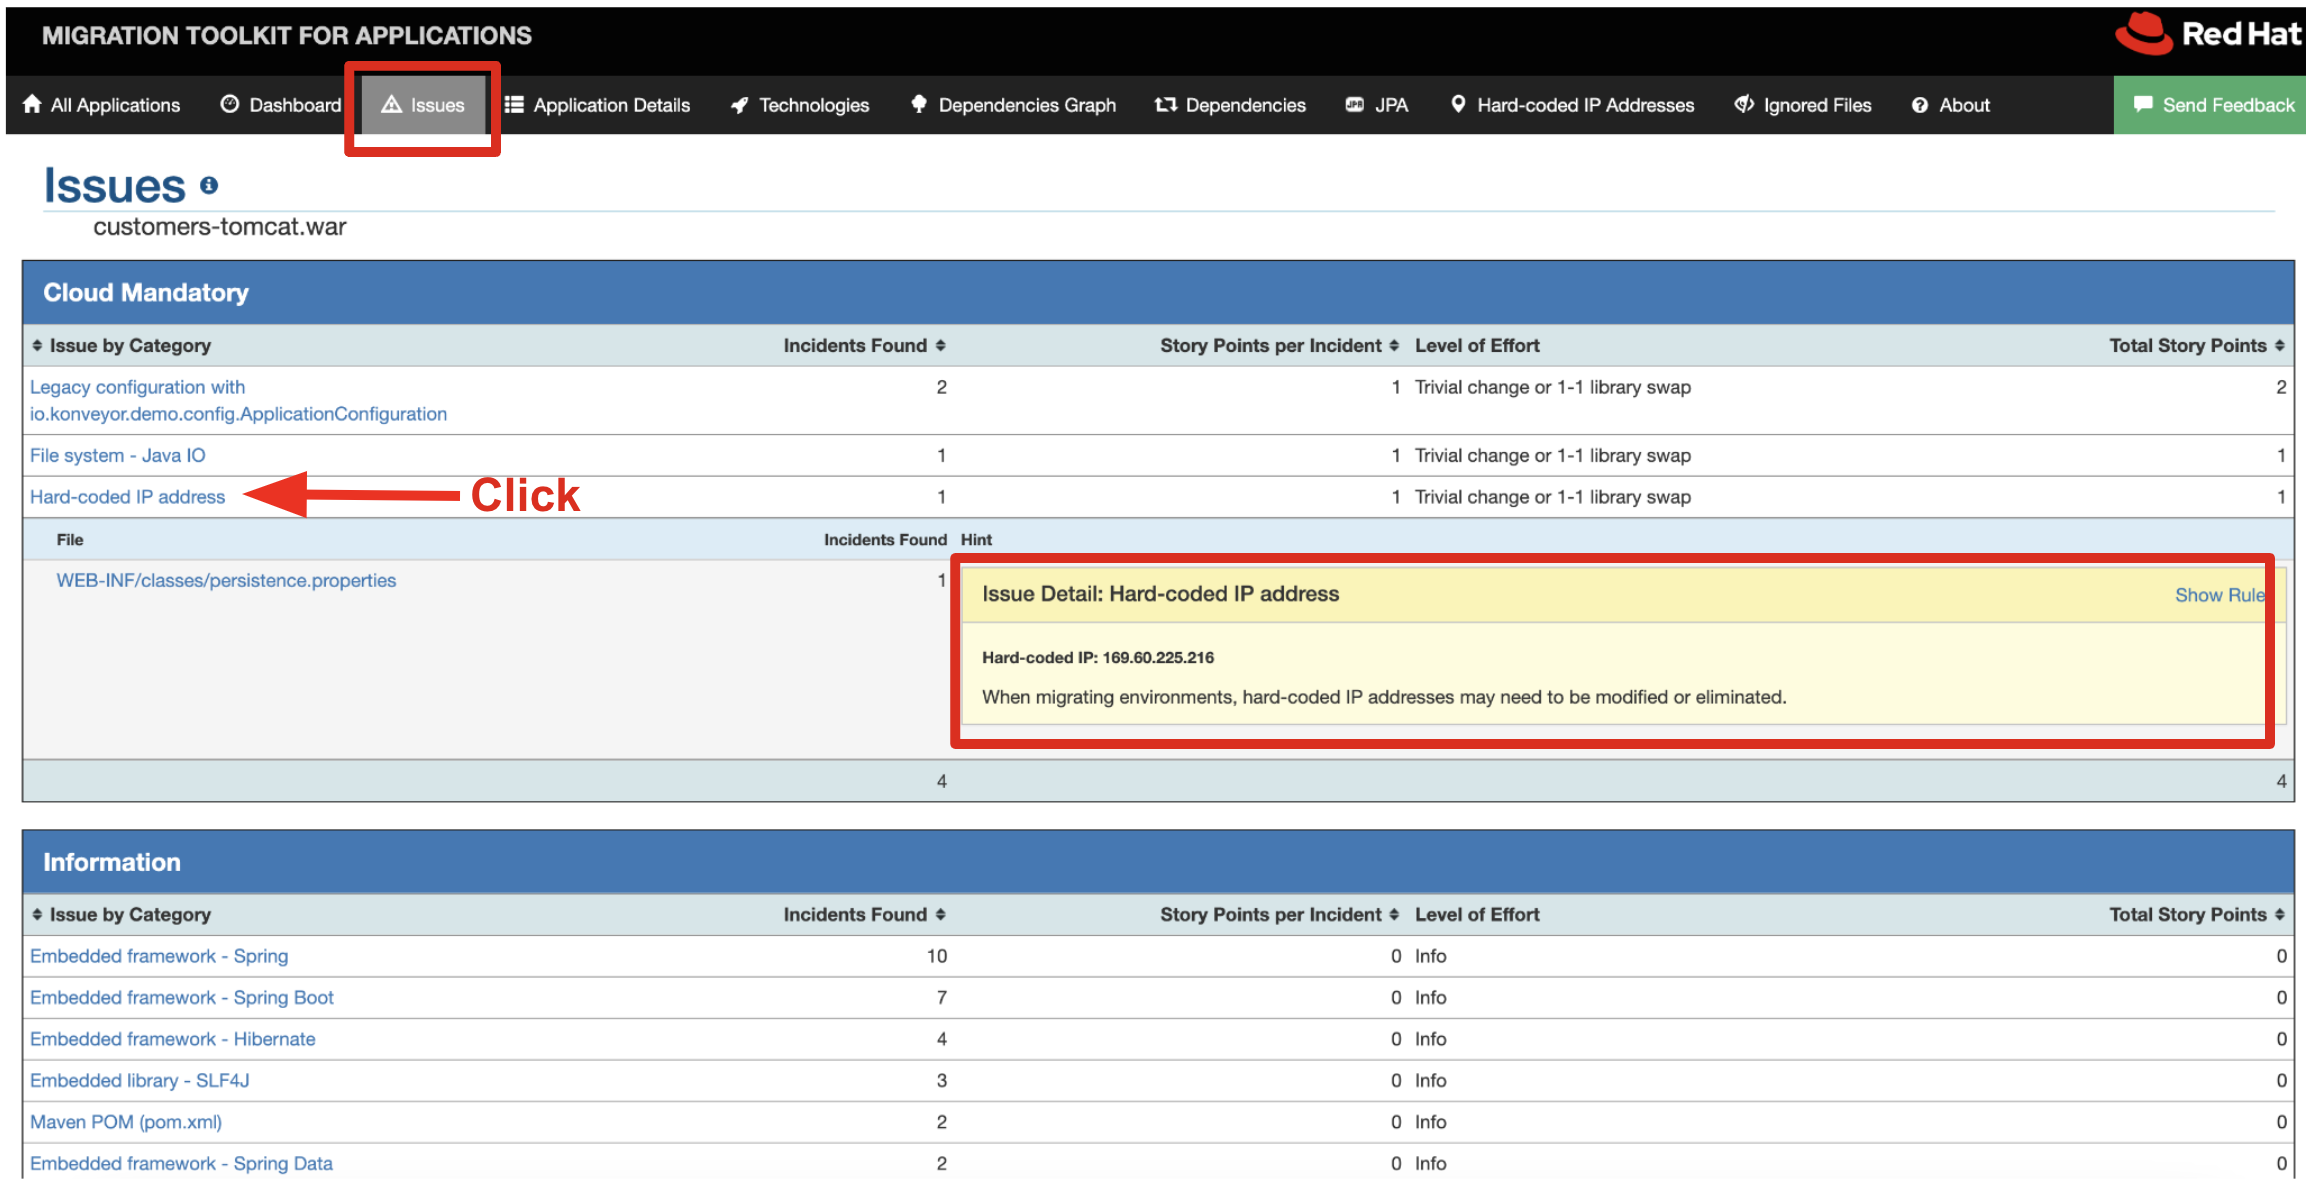 MIGRATION TOOLKIT FOR APPLICATIONS
Red Hat
All Applications Dashboard Issues Application Details Technologies Dependencies Graph Dependencies JPA JPA Hard-coded IP Addresses Ignored Files About Send Feedback
Issues
customers-tomcat.war
Cloud Mandatory
Issue by Category Incidents Found Story Points per Incident Level of Effort Total Story Points
Legacy configuration with 2 1 Trivial change or 1-1 library swap 2
io.konveyor.demo.config.ApplicationConfiguration
File system - Java IO 1 1 Trivial change or 1-1 library swap 1
Hard-coded IP address Click 1 1 Trivial change or 1-1 library swap 1
File Incidents Found Hint
WEB-INF/classes/persistence.properties 1
Issue Detail: Hard-coded IP address Show Rule
Hard-coded IP: 169.60.225.216
When migrating environments, hard-coded IP addresses may need to be modified or eliminated.
4 4
Information
Issue by Category Incidents Found Story Points per Incident Level of Effort Total Story Points
Embedded framework - Spring 10 0 Info 0
Embedded framework - Spring Boot 7 0 Info 0
Embedded framework - Hibernate 4 0 Info 0
Embedded library - SLF4J 3 0 Info 0
Maven POM (pom.xml) 2 0 Info 0
Embedded framework - Spring Data 2 0 Info 0